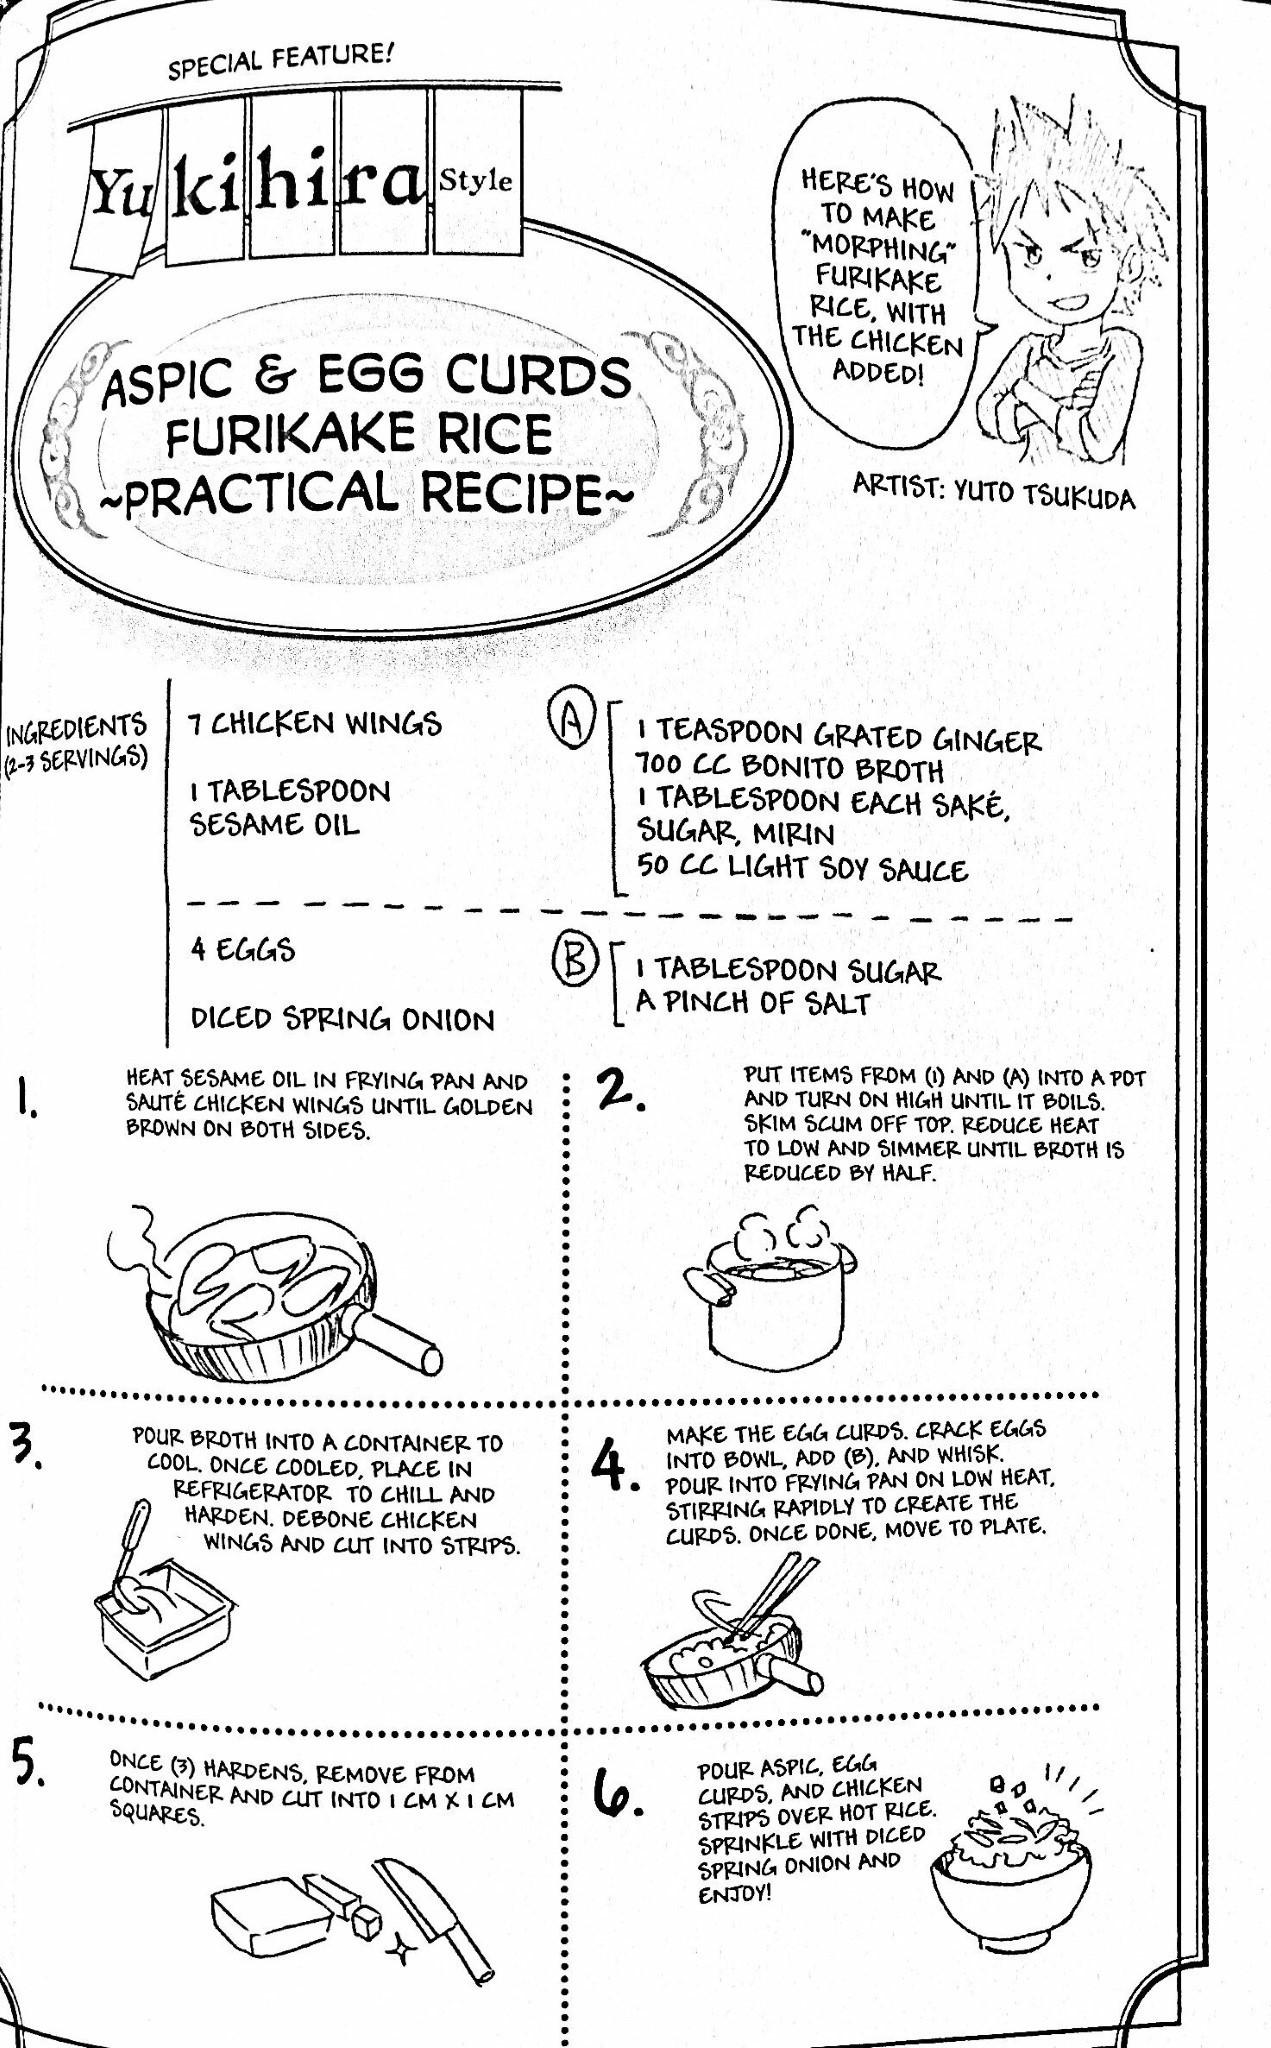 SPECIAL FEATURE!
Yukihira Style
ASPIC & EGG CURDS
FURIKAKE RICE
~PRACTICAL RECIPE~
HERE'S HOW
TO MAKE
"MORPHING"
FURIKAKE
RICE, WITH
THE CHICKEN
ADDED!
ARTIST: YUTO TSUKUDA
INGREDIENTS
(2-3 SERVINGS)
7 CHICKEN WINGS
1 TABLESPOON
SESAME OIL
A
1 TEASPOON GRATED GINGER
700 CC BONITO BROTH
1 TABLESPOON EACH SAKÉ,
SUGAR, MIRIN
50 CC LIGHT SOY SAUCE
4 EGGS
DICED SPRING ONION
B
1 TABLESPOON SUGAR
A PINCH OF SALT
1.
HEAT SESAME OIL IN FRYING PAN AND
SAUTÉ CHICKEN WINGS UNTIL GOLDEN
BROWN ON BOTH SIDES.
2.
PUT ITEMS FROM (1) AND (A) INTO A POT
AND TURN ON HIGH UNTIL IT BOILS.
SKIM SCUM OFF TOP. REDUCE HEAT
TO LOW AND SIMMER UNTIL BROTH IS
REDUCED BY HALF.
3.
POUR BROTH INTO A CONTAINER TO
COOL. ONCE COOLED, PLACE IN
REFRIGERATOR TO CHILL AND
HARDEN. DEBONE CHICKEN
WINGS AND CUT INTO STRIPS.
4.
MAKE THE EGG CURDS. CRACK EGGS
INTO BOWL, ADD (B), AND WHISK.
POUR INTO FRYING PAN ON LOW HEAT,
STIRRING RAPIDLY TO CREATE THE
CURDS. ONCE DONE, MOVE TO PLATE.
5.
ONCE (3) HARDENS, REMOVE FROM
CONTAINER AND CUT INTO 1 CM X 1 CM
SQUARES.
6.
POUR ASPIC, EGG
CURDS, AND CHICKEN
STRIPS OVER HOT RICE.
SPRINKLE WITH DICED
SPRING ONION AND
ENJOY!